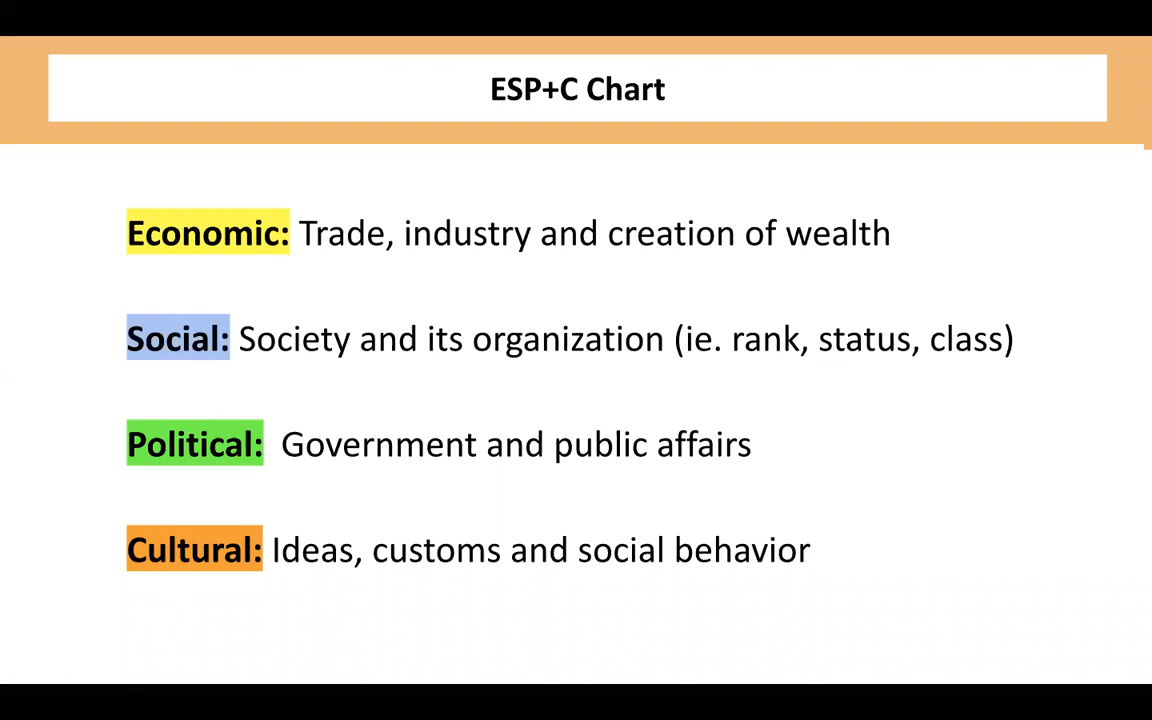 ESP+C Chart
Economic: Trade, industry and creation of wealth
Social: Society and its organization (ie. rank, status, class)
Political: Government and public affairs
Cultural: Ideas, customs and social behavior